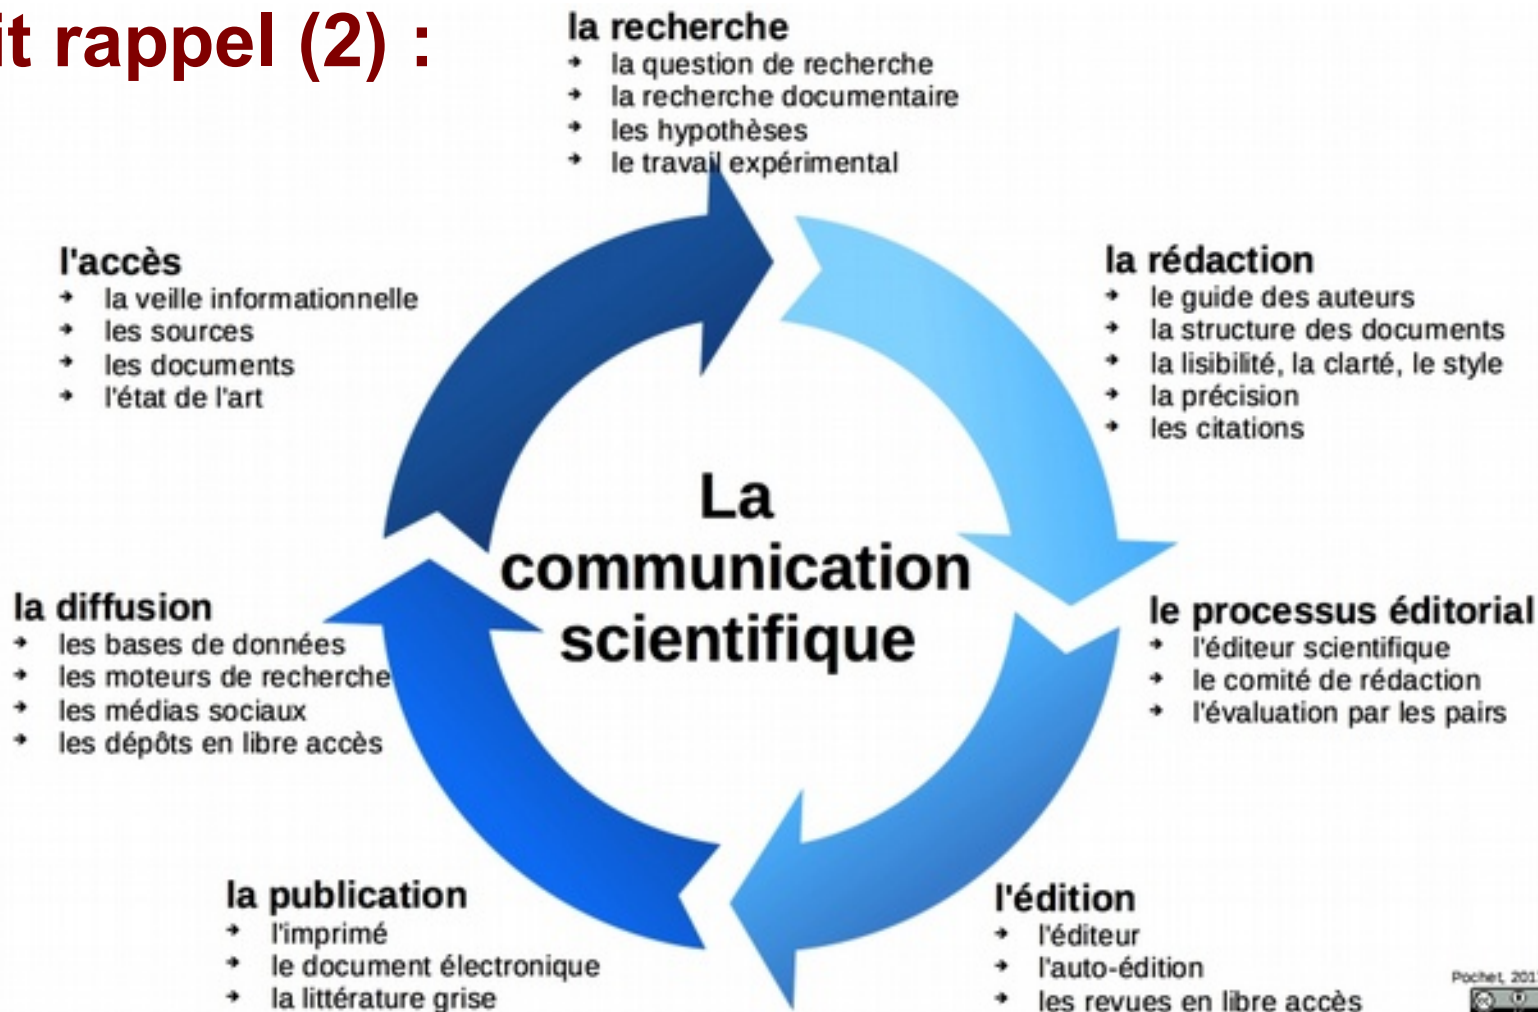 it rappel (2) :
la recherche
la question de recherche
la recherche documentaire
les hypothèses
le travail expérimental
la rédaction
le guide des auteurs
la structure des documents
la lisibilité, la clarté, le style
la précision
les citations
le processus éditorial
l'éditeur scientifique
le comité de rédaction
l'évaluation par les pairs
l'édition
l'éditeur
l'auto-édition
les revues en libre accès
la publication
l'imprimé
le document électronique
la littérature grise
la diffusion
les bases de données
les moteurs de recherche
les médias sociaux
les dépôts en libre accès
l'accès
la veille informationnelle
les sources
les documents
l'état de l'art
La
communication
scientifique
Pochet, 201
cc